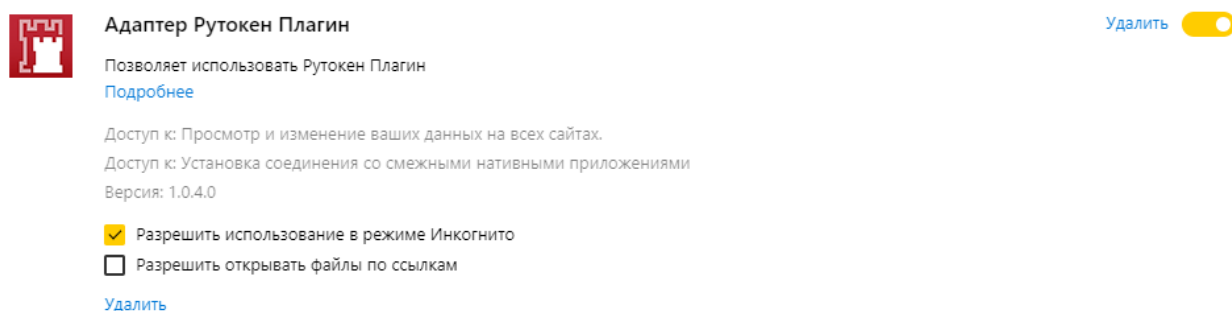 Адаптер Рутокен Плагин
Удалить
Позволяет использовать Рутокен Плагин
Подробнее
Доступ к: Просмотр и изменение ваших данных на всех сайтах.
Доступ к: Установка соединения со смежными нативными приложениями
Версия: 1.0.4.0
Разрешить использование в режиме Инкогнито
Разрешить открывать файлы по ссылкам
Удалить